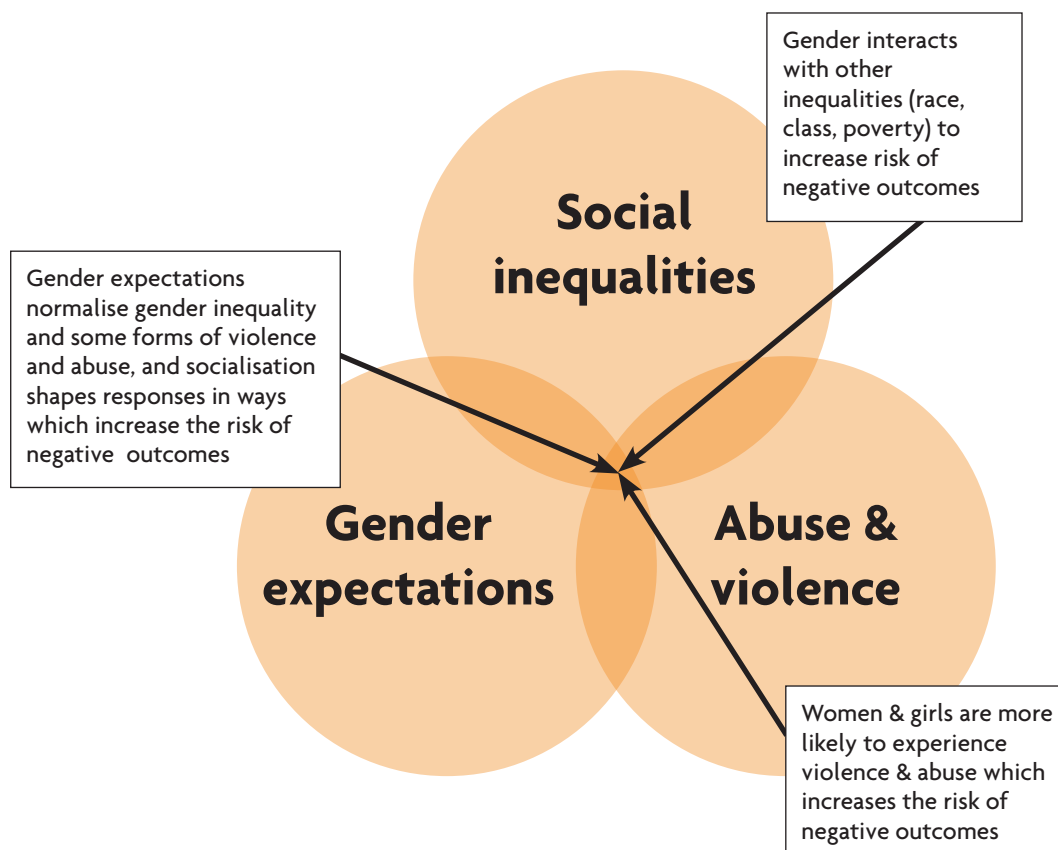 Gender interacts
with other
inequalities (race,
class, poverty) to
increase risk of
negative outcomes
Social
inequalities
Gender expectations
normalise gender inequality
and some forms of violence
and abuse, and socialisation
shapes responses in ways
which increase the risk of
negative outcomes
Gender
expectations
Abuse &
violence
Women & girls are more
likely to experience
violence & abuse which
increases the risk of
negative outcomes